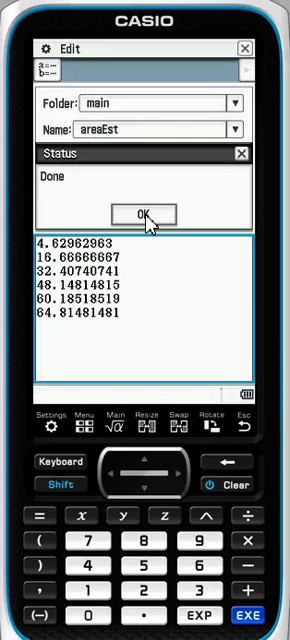 CASIO
Edit
a=
b=
Folder: main
Name: areaEst
Status
Done
OK
4.62962963
16.66666667
32.40740741
48.14814815
60.18518519
64.81481481
Settings Menu Main Resize Swap Rotate Esc
√α
Keyboard
Shift
Clear
= x y z ^ ÷
( 7 8 9 ×
) 4 5 6 −
, 1 2 3 +
(−) 0 . EXP EXE